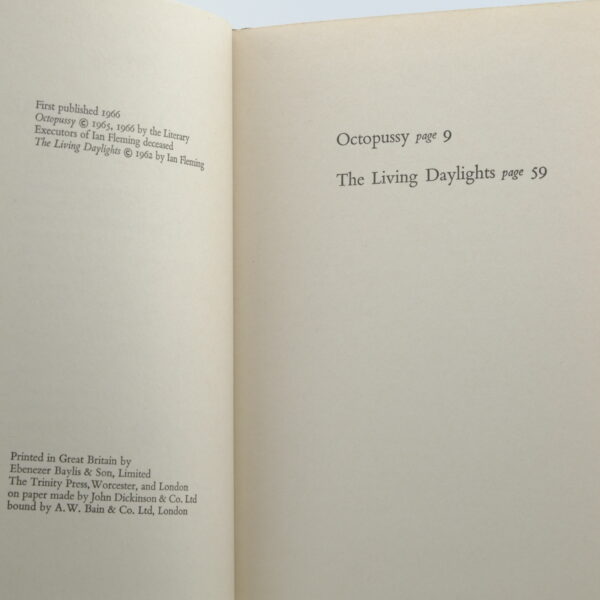 First published 1966
Octopussy © 1965, 1966 by the Literary
Executors of Ian Fleming deceased
The Living Daylights © 1962 by Ian Fleming
Printed in Great Britain by
Ebenezer Baylis & Son, Limited
The Trinity Press, Worcester, and London
on paper made by John Dickinson & Co. Ltd
bound by A. W. Bain & Co. Ltd, London
Octopussy page 9
The Living Daylights page 59